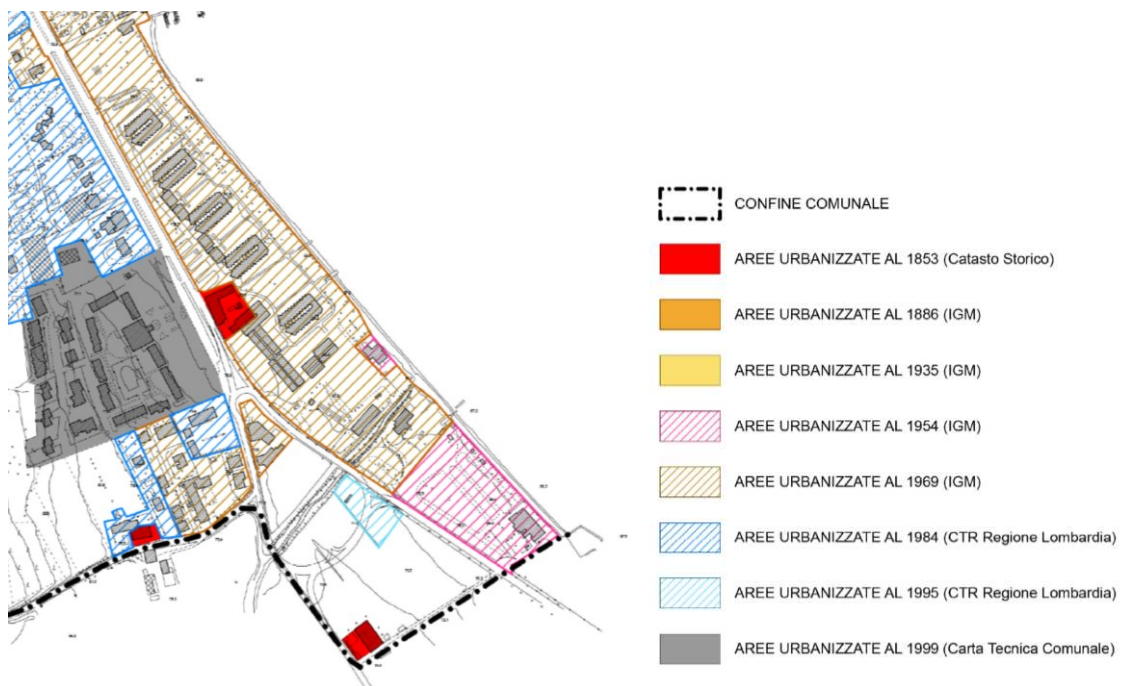 CONFINE COMUNALE
AREE URBANIZZATE AL 1853 (Catasto Storico)
AREE URBANIZZATE AL 1886 (IGM)
AREE URBANIZZATE AL 1935 (IGM)
AREE URBANIZZATE AL 1954 (IGM)
AREE URBANIZZATE AL 1969 (IGM)
AREE URBANIZZATE AL 1984 (CTR Regione Lombardia)
AREE URBANIZZATE AL 1995 (CTR Regione Lombardia)
AREE URBANIZZATE AL 1999 (Carta Tecnica Comunale)